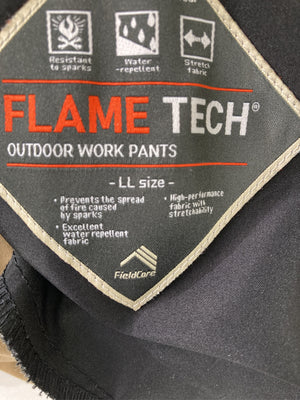 Resistant
to sparks
Water
-repellent
Stretch
fabric
FLAME TECH®
OUTDOOR WORK PANTS
- LL size -
• Prevents the spread
of fire caused
by sparks
• Excellent
water repellent
fabric
• High-performance
fabric with
stretchability
FieldCore